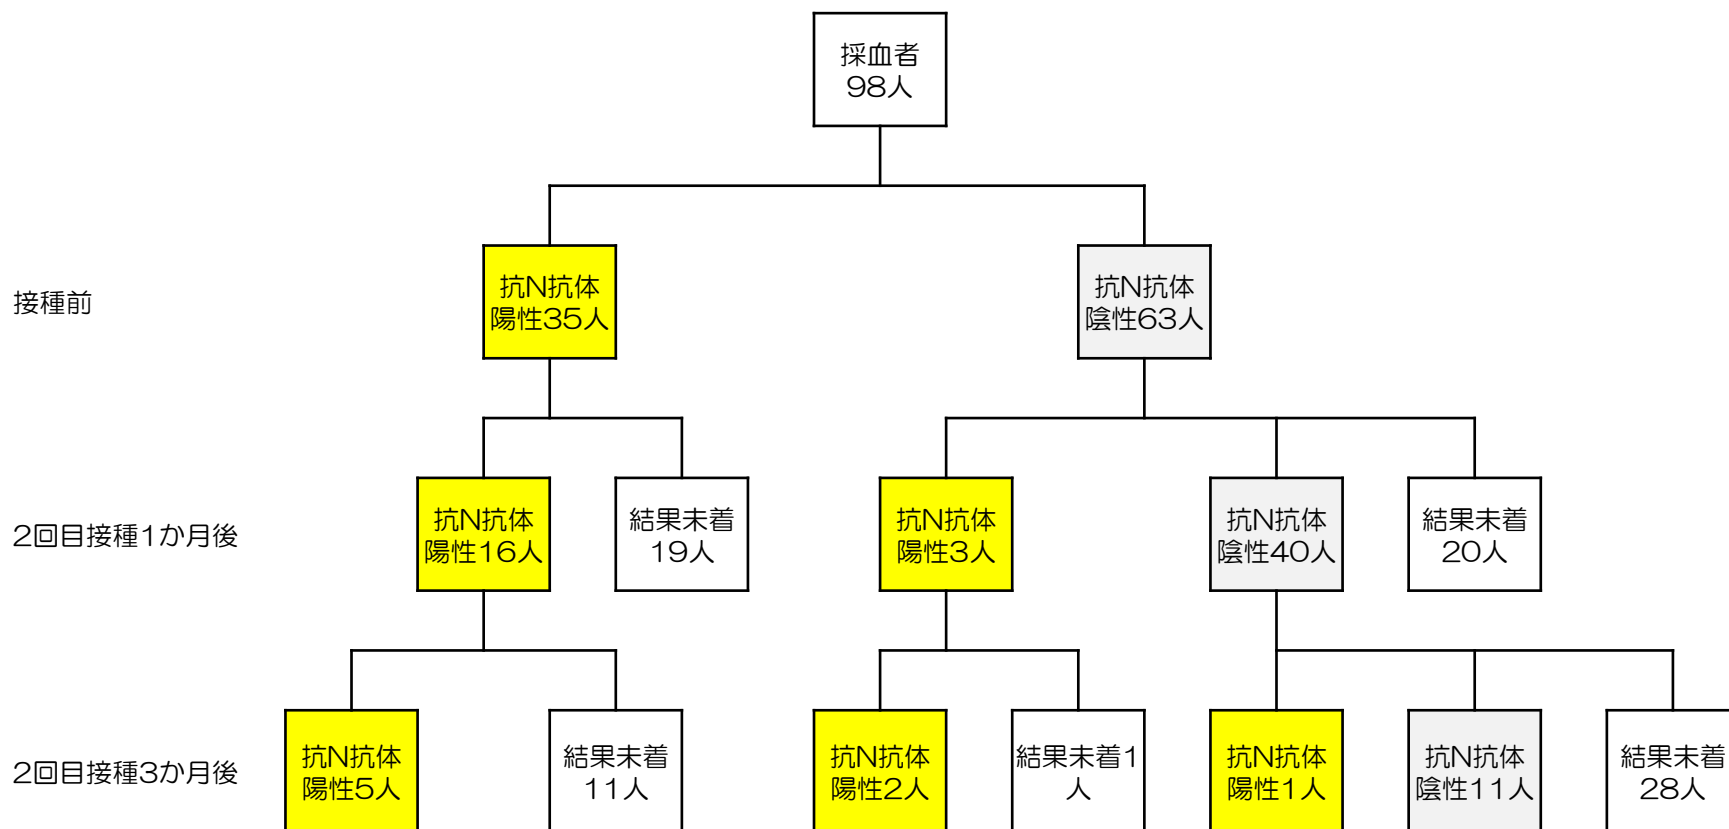 採血者
98人
接種前
抗N抗体
陽性35人
抗N抗体
陰性63人
2回目接種1か月後
抗N抗体
陽性16人
結果未着
19人
抗N抗体
陽性3人
抗N抗体
陰性40人
結果未着
20人
2回目接種3か月後
抗N抗体
陽性5人
結果未着
11人
抗N抗体
陽性2人
結果未着1
人
抗N抗体
陽性1人
抗N抗体
陰性11人
結果未着
28人